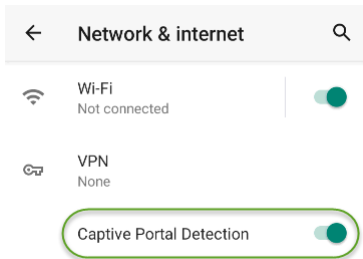 Network & internet
Wi-Fi
Not connected
VPN
None
Captive Portal Detection